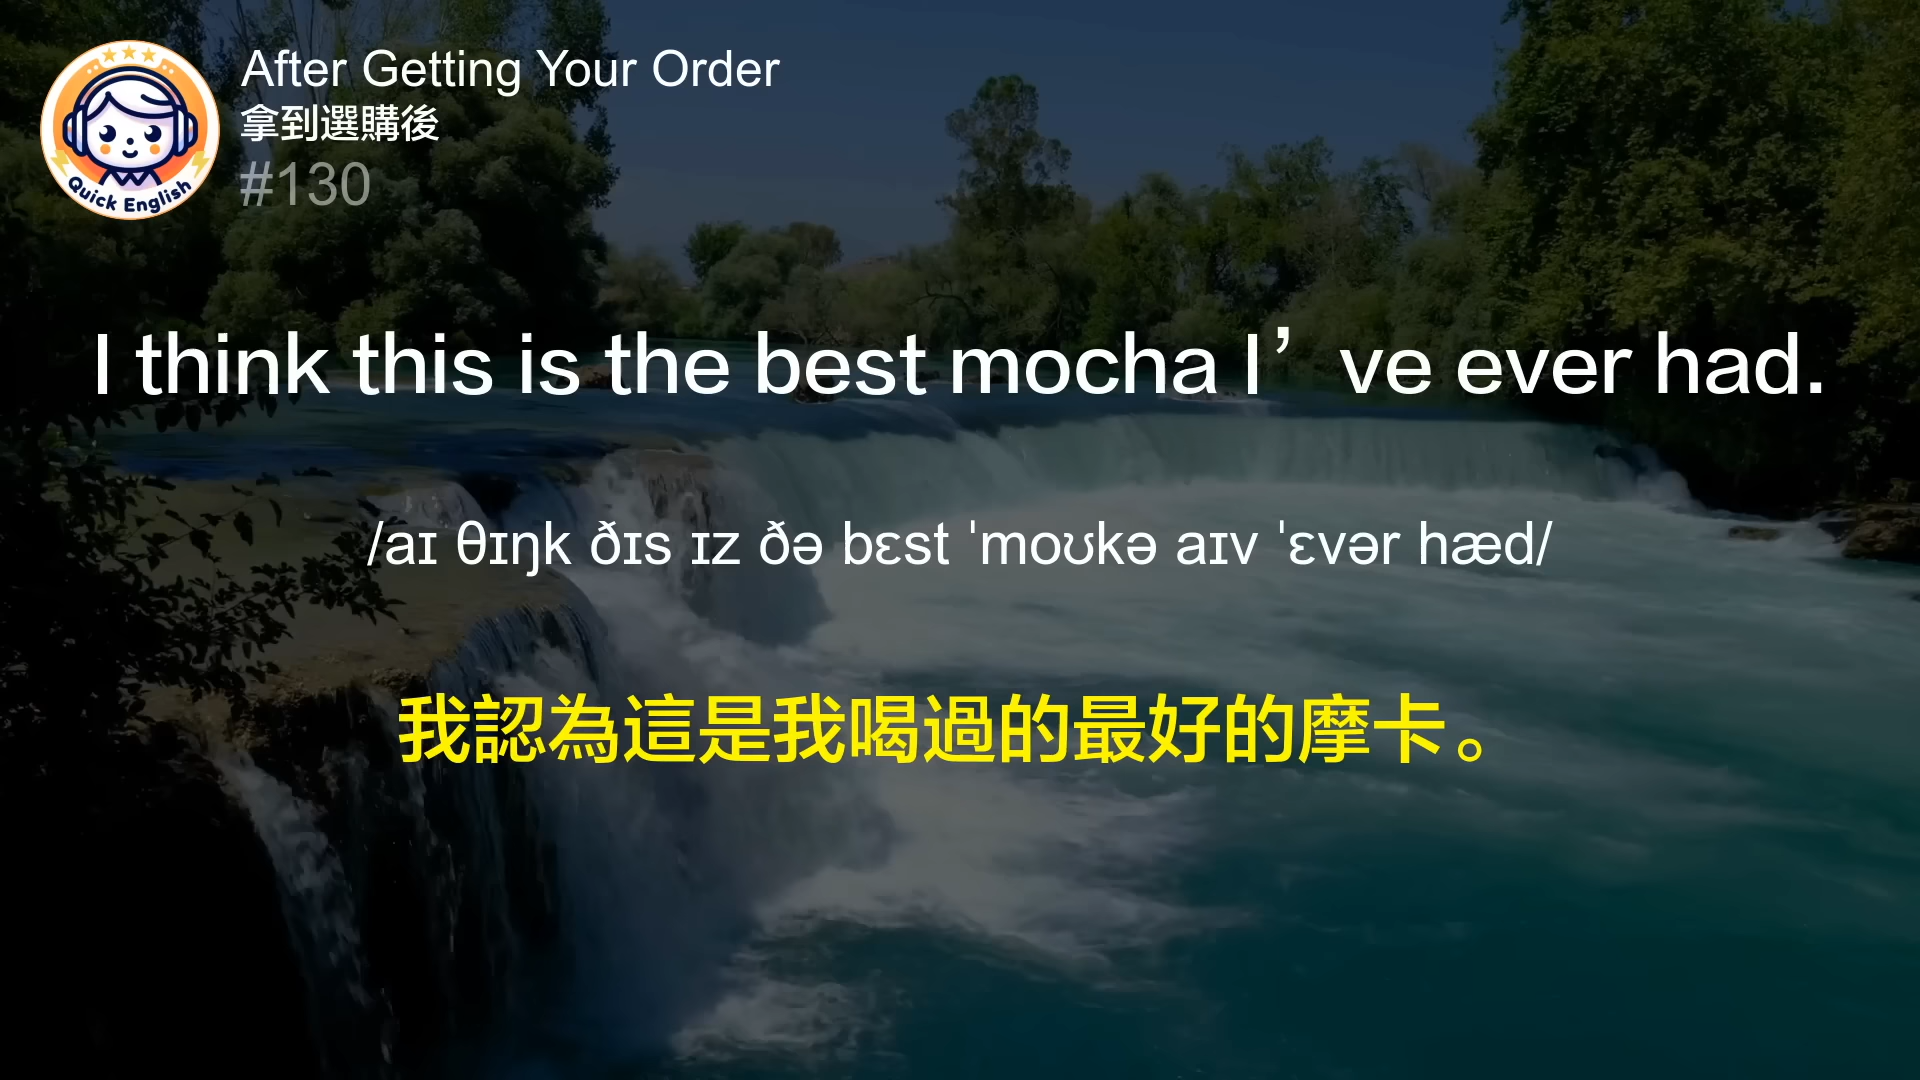 After Getting Your Order
拿到選購後
#130
Quick English
I think this is the best mocha I’ve ever had.
/aɪ θɪŋk ðɪs ɪz ðə bɛst ˈmoʊkə aɪv ˈɛvər hæd/
我認為這是我喝過的最好的摩卡。